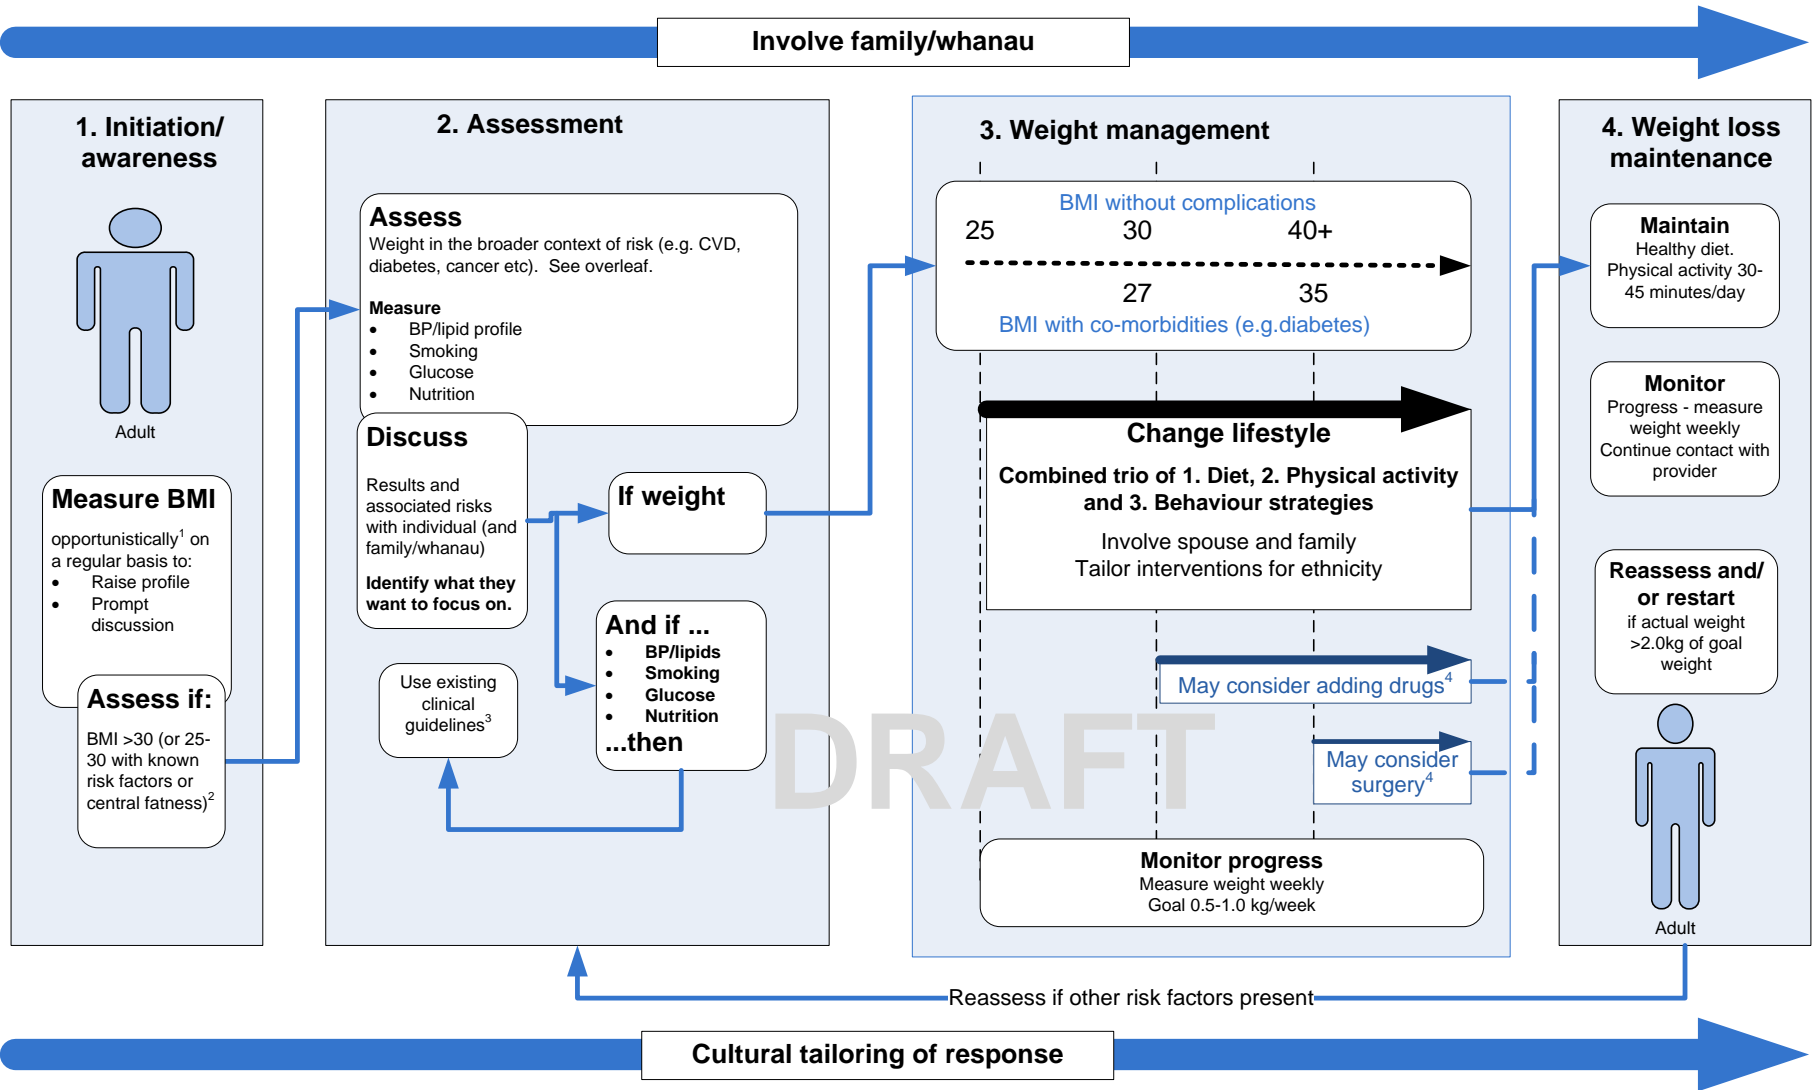 Involve family/whanau
1. Initiation/
awareness
Adult
Measure BMI
opportunistically¹ on
a regular basis to:
• Raise profile
• Prompt
discussion
Assess if:
BMI >30 (or 25-
30 with known
risk factors or
central fatness)²
2. Assessment
Assess
Weight in the broader context of risk (e.g. CVD,
diabetes, cancer etc). See overleaf.
Measure
• BP/lipid profile
• Smoking
• Glucose
• Nutrition
Discuss
Results and
associated risks
with individual (and
family/whanau)
Identify what they
want to focus on.
If weight
And if ...
• BP/lipids
• Smoking
• Glucose
• Nutrition
...then
Use existing
clinical
guidelines³
3. Weight management
BMI without complications
25 30 40+
27 35
BMI with co-morbidities (e.g.diabetes)
Change lifestyle
Combined trio of 1. Diet, 2. Physical activity
and 3. Behaviour strategies
Involve spouse and family
Tailor interventions for ethnicity
May consider adding drugs⁴
May consider
surgery⁴
Monitor progress
Measure weight weekly
Goal 0.5-1.0 kg/week
4. Weight loss
maintenance
Maintain
Healthy diet.
Physical activity 30-
45 minutes/day
Monitor
Progress - measure
weight weekly
Continue contact with
provider
Reassess and/
or restart
if actual weight
>2.0kg of goal
weight
Adult
DRAFT
Reassess if other risk factors present
Cultural tailoring of response